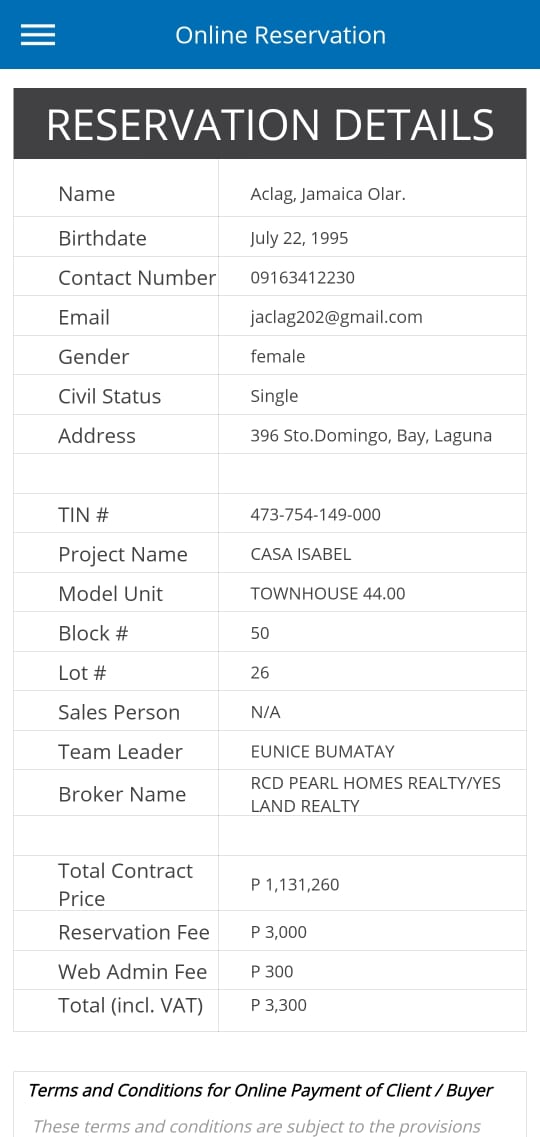 Online Reservation
RESERVATION DETAILS
Name Aclag, Jamaica Olar.
Birthdate July 22, 1995
Contact Number 09163412230
Email jaclag202@gmail.com
Gender female
Civil Status Single
Address 396 Sto.Domingo, Bay, Laguna
TIN # 473-754-149-000
Project Name CASA ISABEL
Model Unit TOWNHOUSE 44.00
Block # 50
Lot # 26
Sales Person N/A
Team Leader EUNICE BUMATAY
Broker Name RCD PEARL HOMES REALTY/YES
LAND REALTY
Total Contract
Price P 1,131,260
Reservation Fee P 3,000
Web Admin Fee P 300
Total (incl. VAT) P 3,300
Terms and Conditions for Online Payment of Client / Buyer
These terms and conditions are subject to the provisions